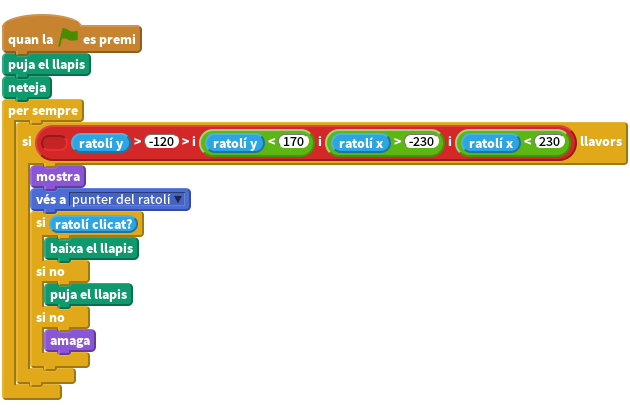 quan la es premi
puja el llapis
neteja
per sempre
si ratolí y > -120 > i ratolí y < 170 i ratolí x > -230 i ratolí x < 230 llavors
mostra
vés a punter del ratolí
si ratolí clicat?
baixa el llapis
si no
puja el llapis
si no
amaga